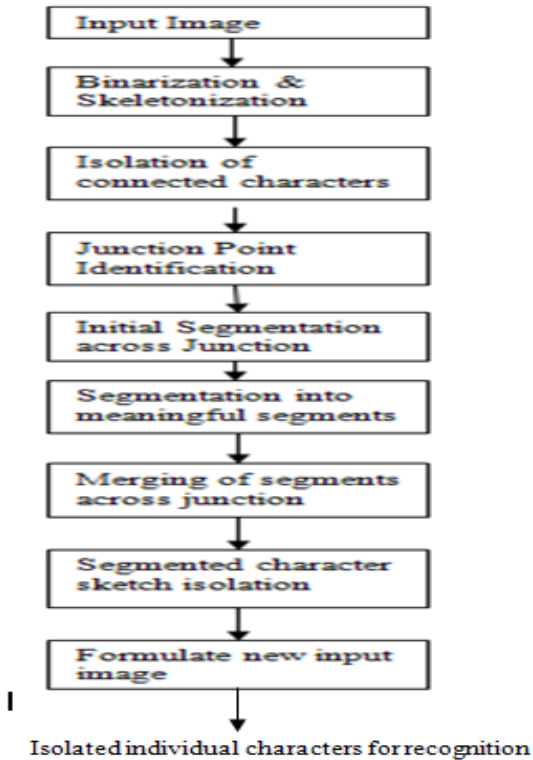 Input Image
Binarization &
Skeletonization
Isolation of
connected characters
Junction Point
Identification
Initial Segmentation
across Junction
Segmentation into
meaningful segments
Merging of segments
across junction
Segmented character
sketch isolation
Formulate new input
image
I
Isolated individual characters for recognition